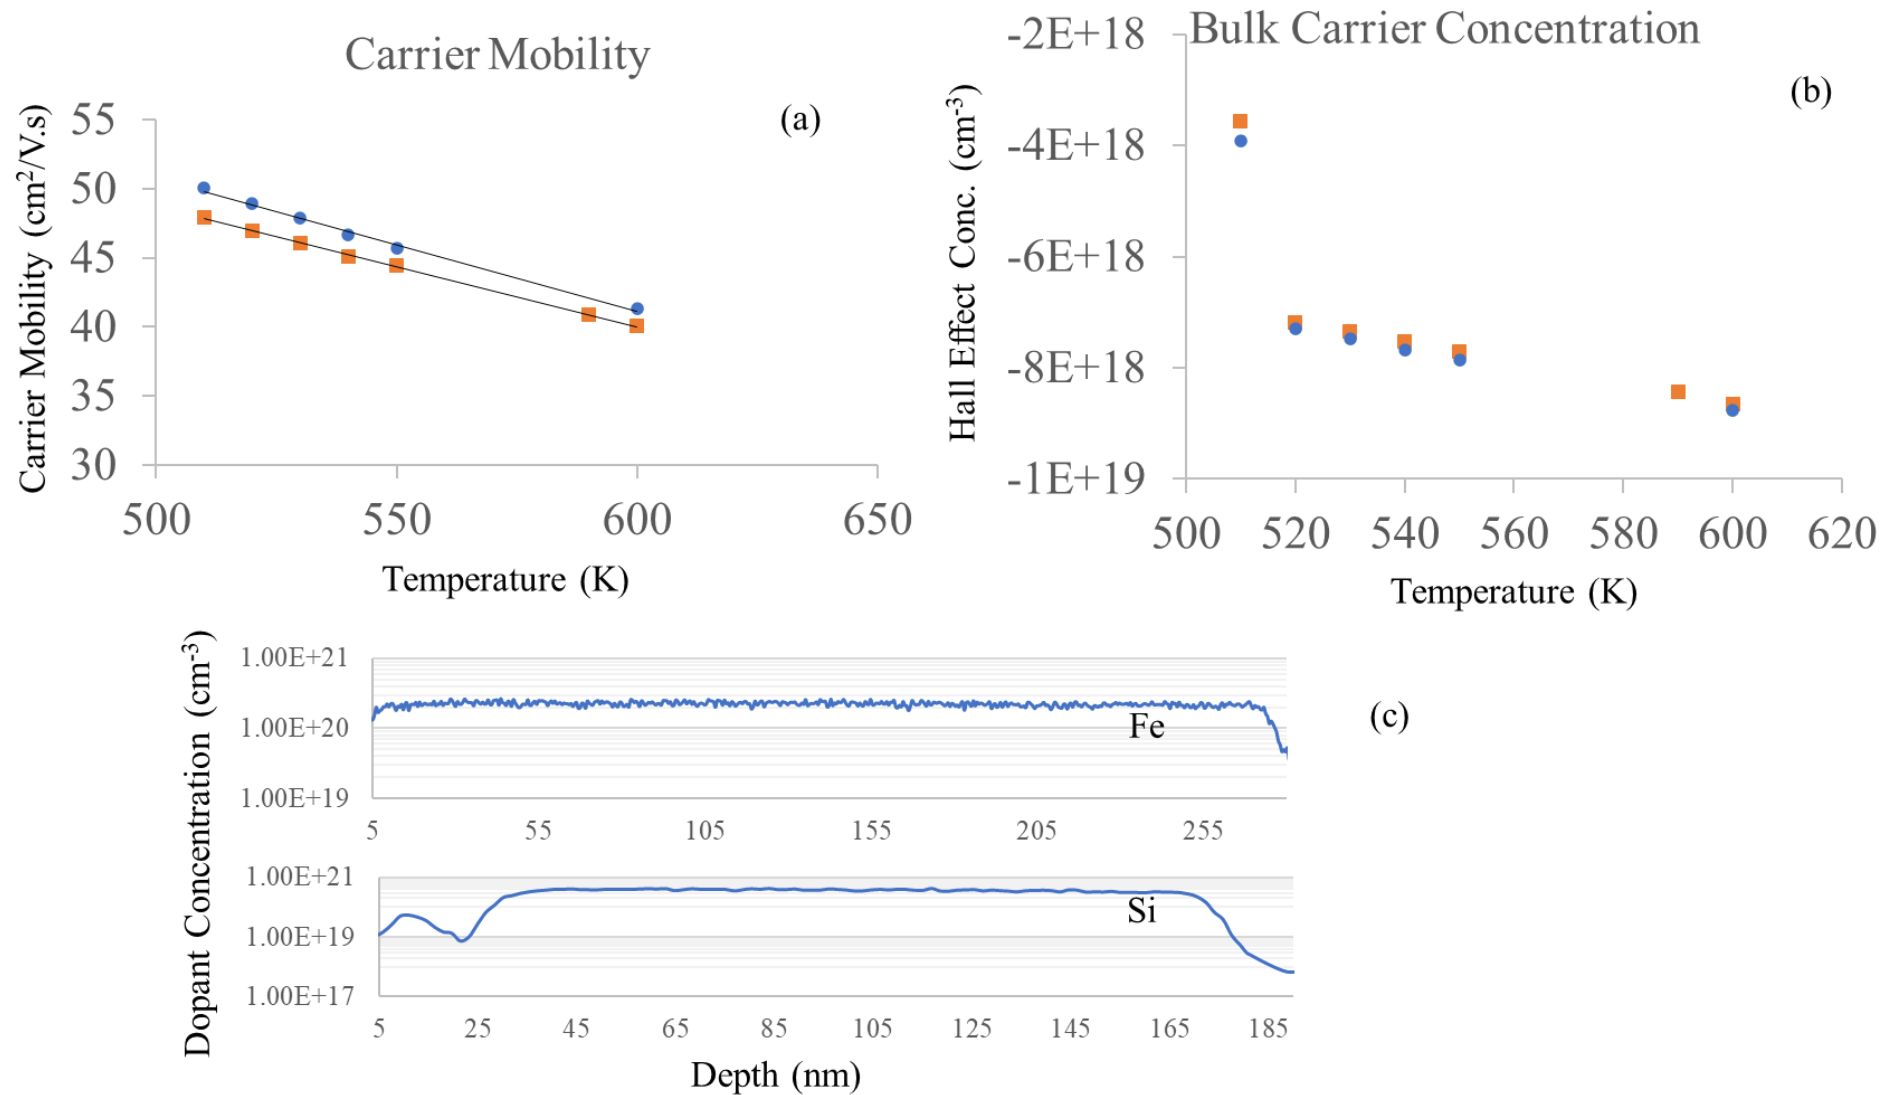 Carrier Mobility
(a)
Carrier Mobility (cm²/V.s)
55
50
45
40
35
30
500 550 600 650
Temperature (K)
Bulk Carrier Concentration
(b)
Hall Effect Conc. (cm⁻³)
-2E+18
-4E+18
-6E+18
-8E+18
-1E+19
500 520 540 560 580 600 620
Temperature (K)
Dopant Concentration (cm⁻³)
1.00E+21
1.00E+20
1.00E+19
Fe
(c)
5 55 105 155 205 255
1.00E+21
1.00E+19
1.00E+17
Si
5 25 45 65 85 105 125 145 165 185
Depth (nm)